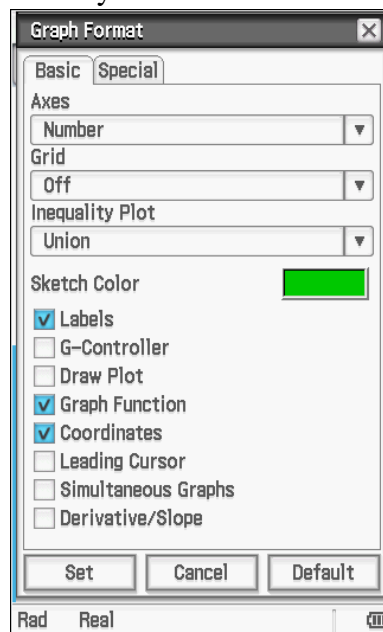 Graph Format
Basic Special
Axes
Number
Grid
Off
Inequality Plot
Union
Sketch Color
Labels
G-Controller
Draw Plot
Graph Function
Coordinates
Leading Cursor
Simultaneous Graphs
Derivative/Slope
Set Cancel Default
Rad Real